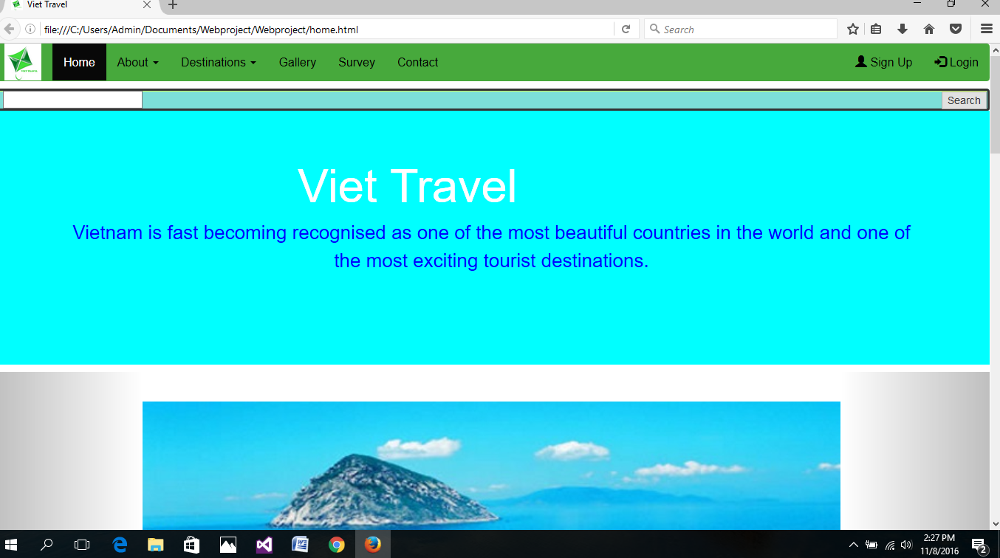 Viet Travel
file:///C:/Users/Admin/Documents/Webproject/Webproject/home.html
Search
Home About Destinations Gallery Survey Contact Sign Up Login
Search
Viet Travel
Vietnam is fast becoming recognised as one of the most beautiful countries in the world and one of
the most exciting tourist destinations.
2:27 PM
11/8/2016
2